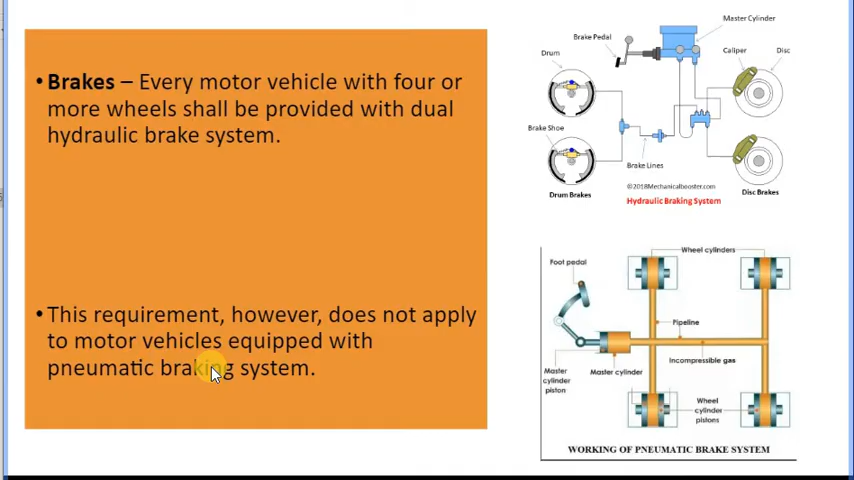 • Brakes – Every motor vehicle with four or
more wheels shall be provided with dual
hydraulic brake system.
• This requirement, however, does not apply
to motor vehicles equipped with
pneumatic braking system.
Master Cylinder
Brake Pedal
Drum
Caliper
Disc
Brake Shoe
Brake Lines
Drum Brakes
©2018Mechanicalbooster.com
Disc Brakes
Hydraulic Braking System
Wheel cylinders
Foot pedal
Pipeline
Incompressible gas
Master
cylinder
piston
Master cylinder
Wheel
cylinder
pistons
WORKING OF PNEUMATIC BRAKE SYSTEM